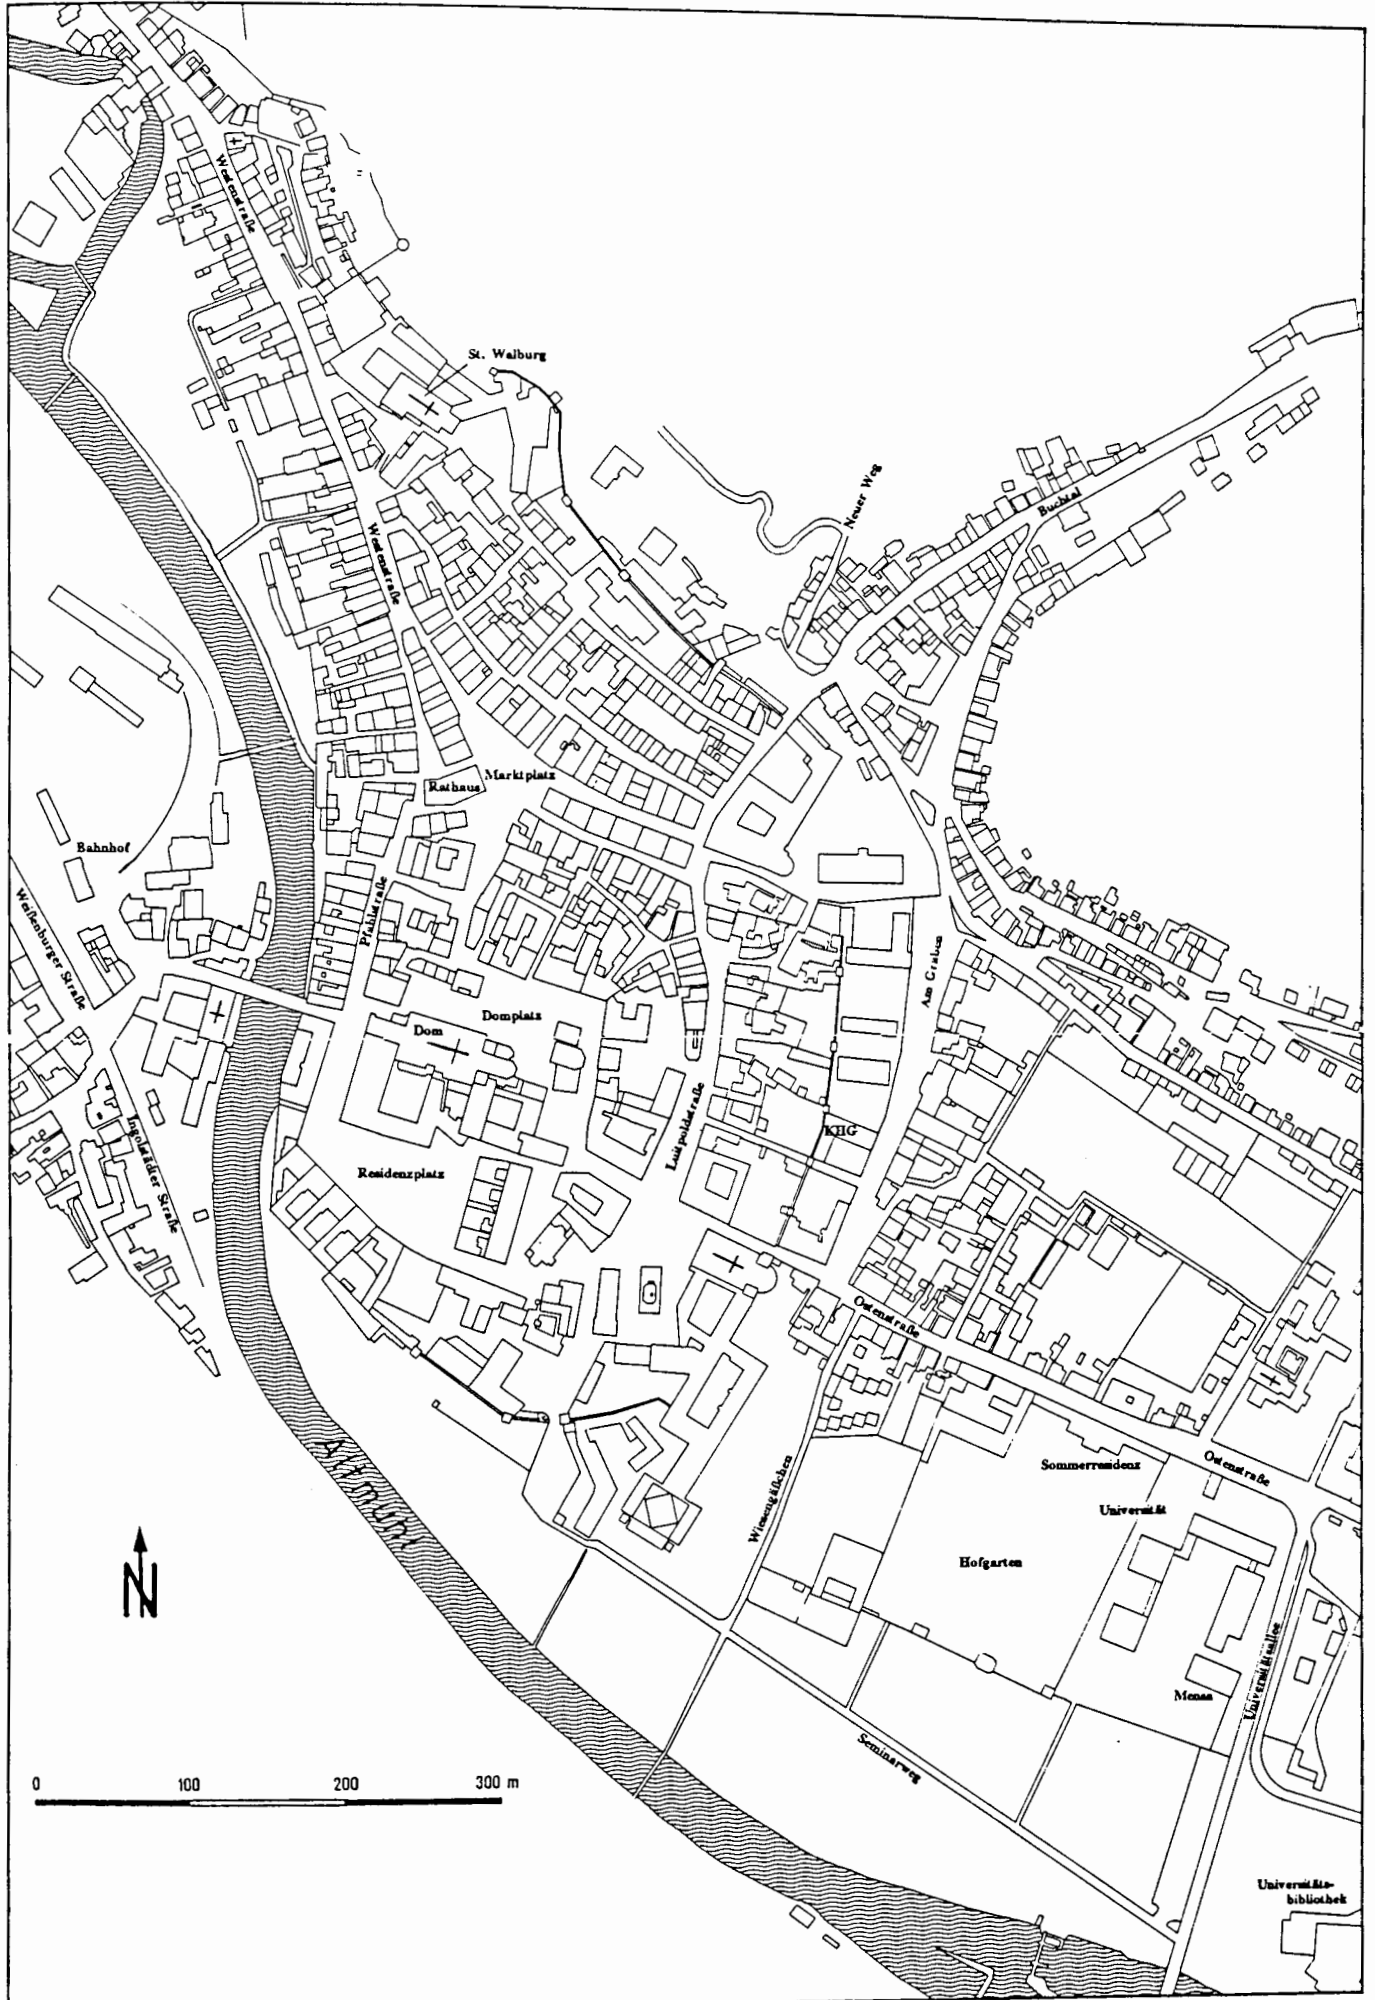 Westenstraße
St. Walburg
Neuer Weg
Buchtal
Westenstraße
Marktplatz
Rathaus
Bahnhof
Weißenburger Straße
Pfahlstraße
Am Graben
Dom
Domplatz
Luitpoldstraße
KHG
Ingolstädter Straße
Residenzplatz
Ostenstraße
Altmühl
Wiesengäßchen
Sommerresidenz
Ostenstraße
Universität
Hofgarten
N
Universitätsallee
Mensa
Seminarweg
0 100 200 300 m
Universitäts-
bibliothek